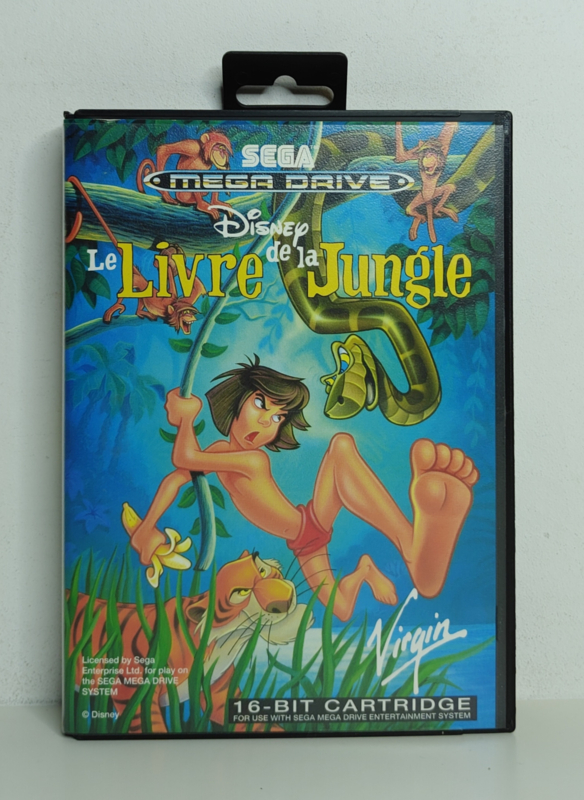 SEGA
MEGA DRIVE
Disney
Le Livre de la Jungle
Virgin
Licensed by Sega
Enterprise Ltd. for play on
the SEGA MEGA DRIVE
SYSTEM
© Disney
16-BIT CARTRIDGE
FOR USE WITH SEGA MEGA DRIVE ENTERTAINMENT SYSTEM